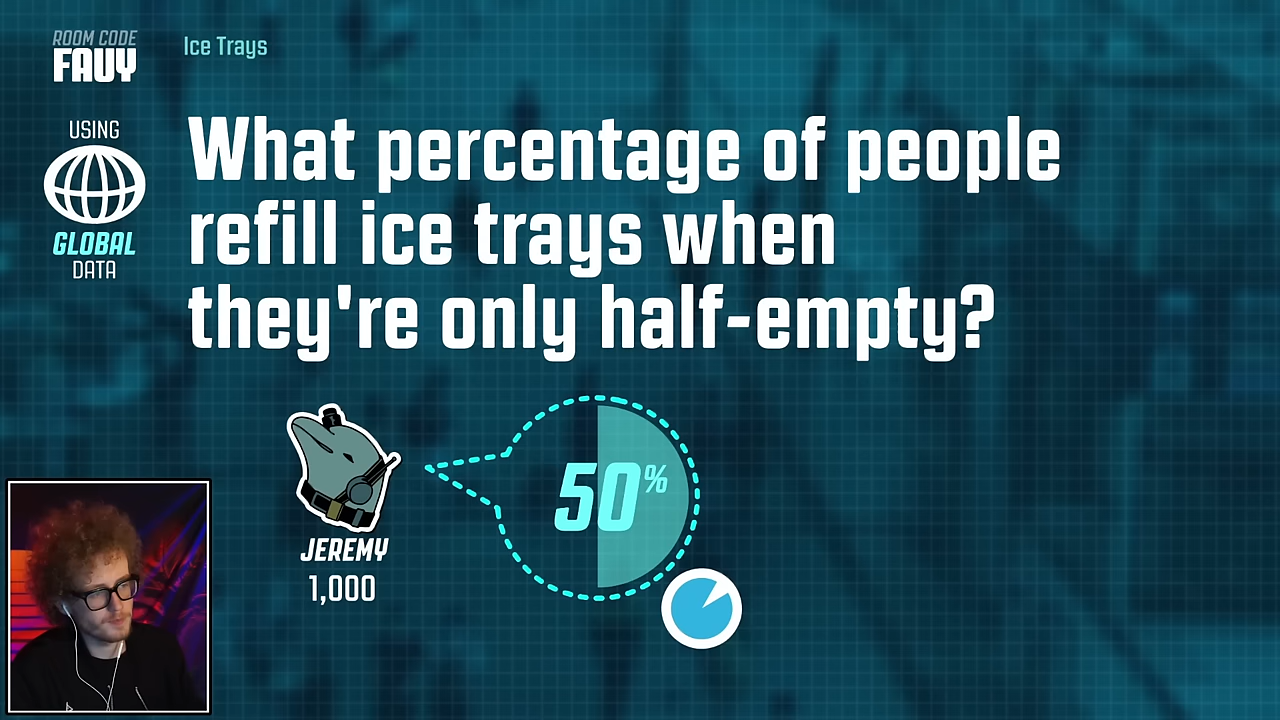 ROOM CODE
FAUY
Ice Trays
USING
GLOBAL
DATA
What percentage of people
refill ice trays when
they're only half-empty?
50%
JEREMY
1,000